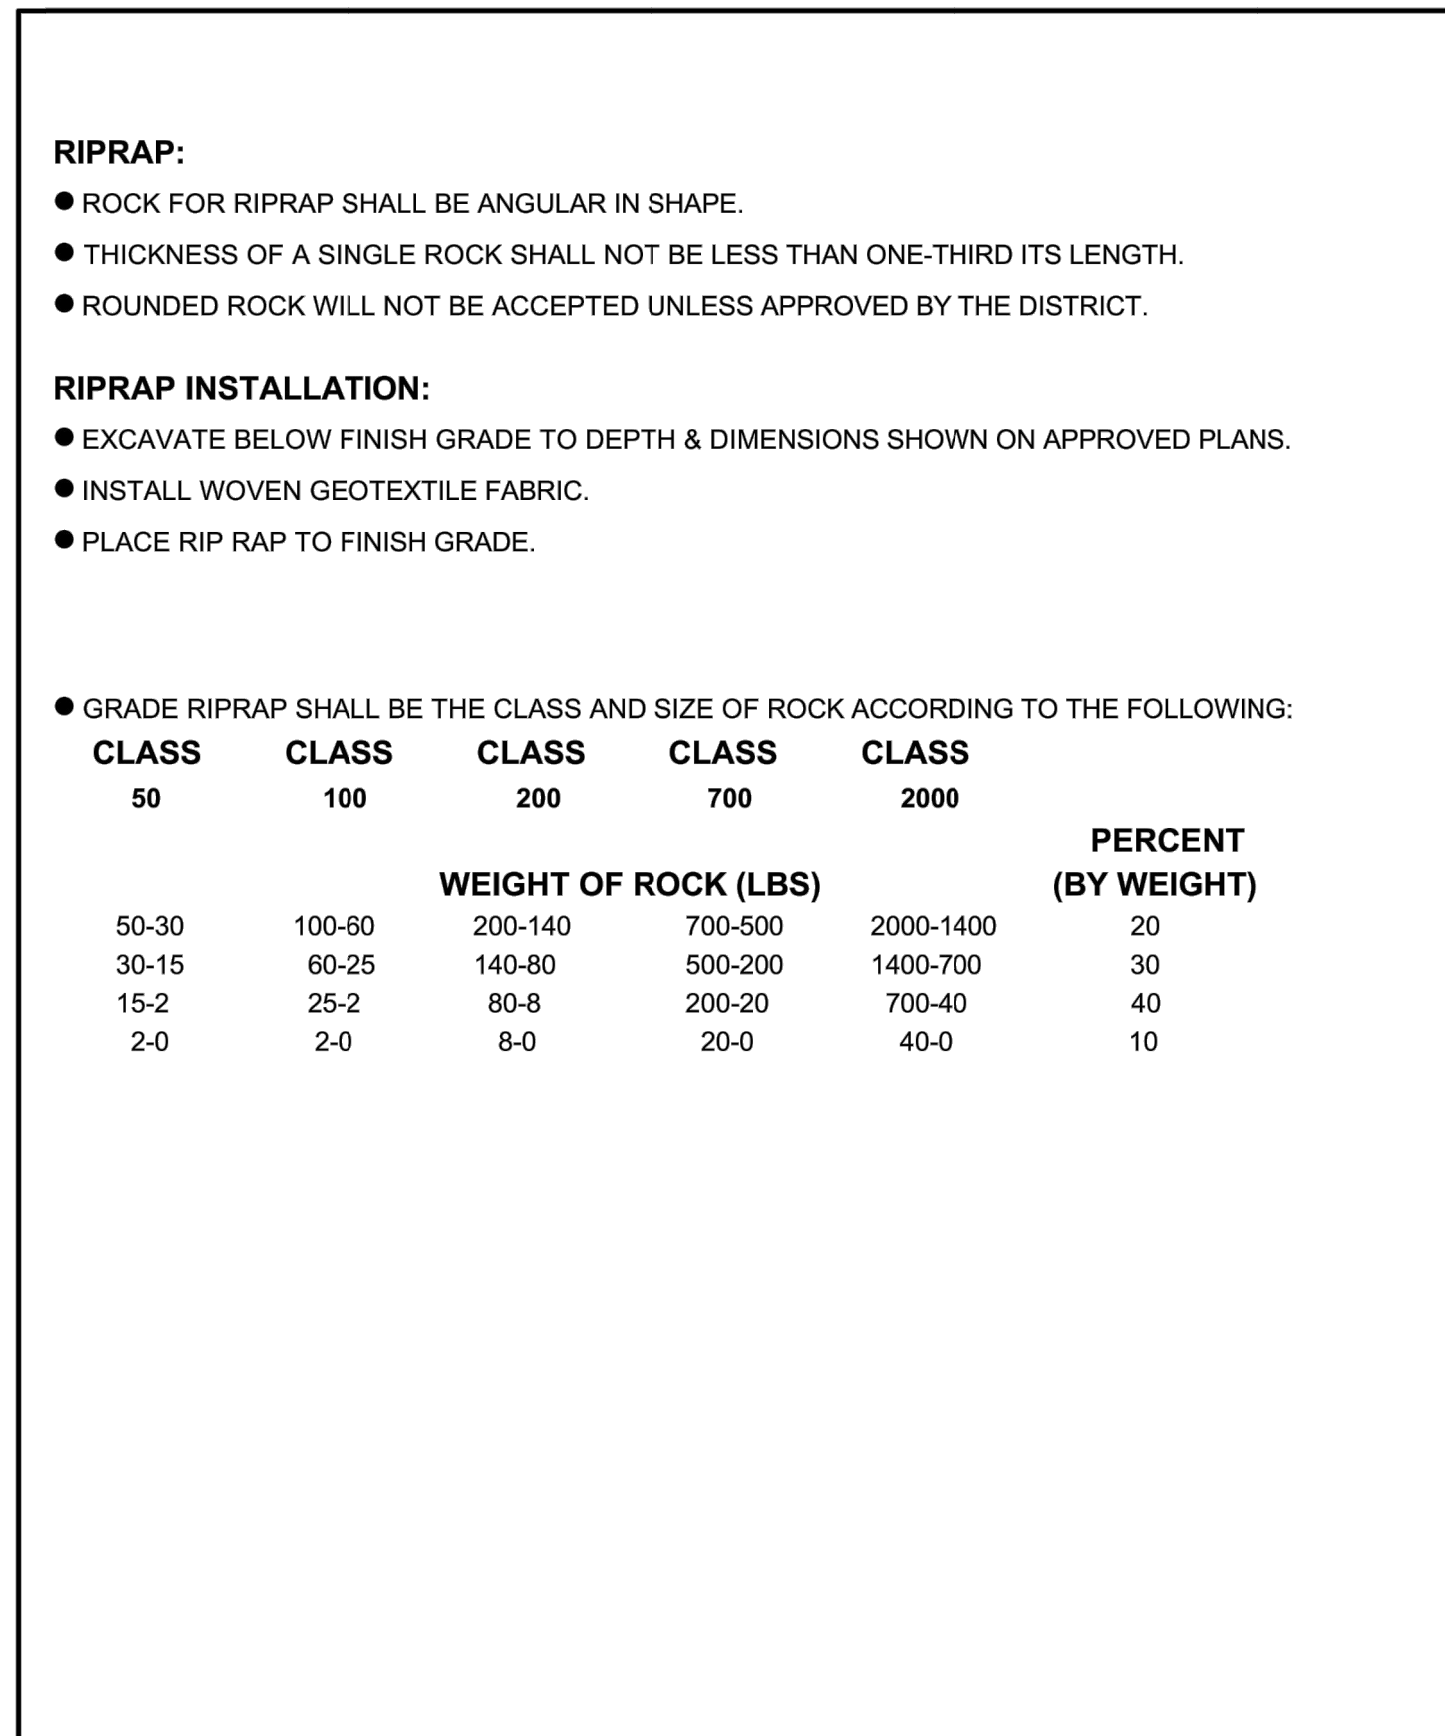 RIPRAP:
● ROCK FOR RIPRAP SHALL BE ANGULAR IN SHAPE.
● THICKNESS OF A SINGLE ROCK SHALL NOT BE LESS THAN ONE-THIRD ITS LENGTH.
● ROUNDED ROCK WILL NOT BE ACCEPTED UNLESS APPROVED BY THE DISTRICT.
RIPRAP INSTALLATION:
● EXCAVATE BELOW FINISH GRADE TO DEPTH & DIMENSIONS SHOWN ON APPROVED PLANS.
● INSTALL WOVEN GEOTEXTILE FABRIC.
● PLACE RIP RAP TO FINISH GRADE.
● GRADE RIPRAP SHALL BE THE CLASS AND SIZE OF ROCK ACCORDING TO THE FOLLOWING:
CLASS CLASS CLASS CLASS CLASS
50 100 200 700 2000
PERCENT
WEIGHT OF ROCK (LBS) (BY WEIGHT)
50-30 100-60 200-140 700-500 2000-1400 20
30-15 60-25 140-80 500-200 1400-700 30
15-2 25-2 80-8 200-20 700-40 40
2-0 2-0 8-0 20-0 40-0 10